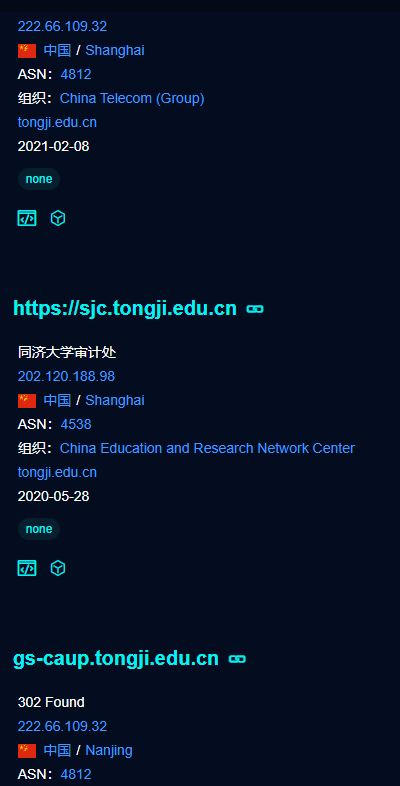 222.66.109.32
中国 / Shanghai
ASN：4812
组织：China Telecom (Group)
tongji.edu.cn
2021-02-08
none
https://sjc.tongji.edu.cn
同济大学审计处
202.120.188.98
中国 / Shanghai
ASN：4538
组织：China Education and Research Network Center
tongji.edu.cn
2020-05-28
none
gs-caup.tongji.edu.cn
302 Found
222.66.109.32
中国 / Nanjing
ASN：4812